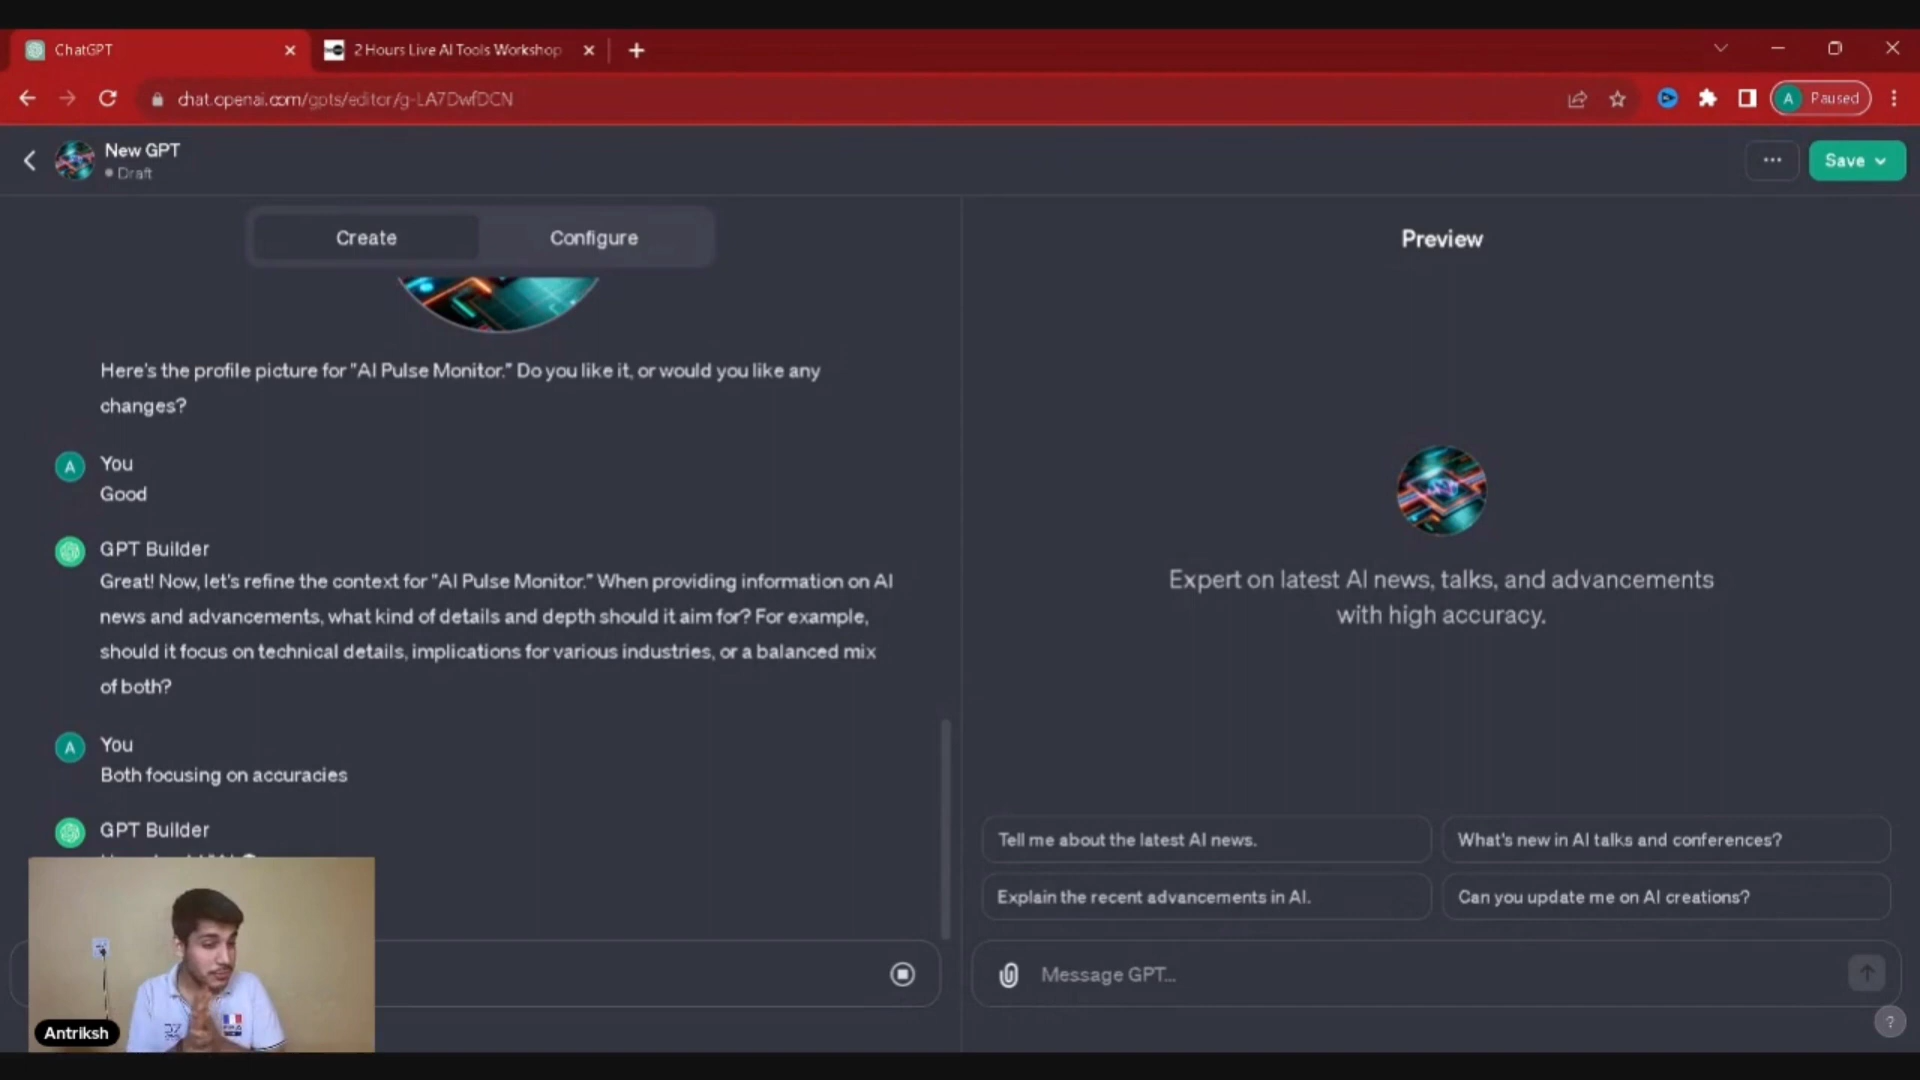 ChatGPT
2 Hours Live AI Tools Workshop
chat.openai.com/gpts/editor/g-LA7DwfDCN
A
Paused
New GPT
Draft
Save
Create
Configure
Preview
Here's the profile picture for "AI Pulse Monitor." Do you like it, or would you like any
changes?
A
You
Good
GPT Builder
Great! Now, let's refine the context for "AI Pulse Monitor." When providing information on AI
news and advancements, what kind of details and depth should it aim for? For example,
should it focus on technical details, implications for various industries, or a balanced mix
of both?
A
You
Both focusing on accuracies
GPT Builder
Expert on latest AI news, talks, and advancements
with high accuracy.
Tell me about the latest AI news.
What's new in AI talks and conferences?
Explain the recent advancements in AI.
Can you update me on AI creations?
Message GPT...
?
Antriksh